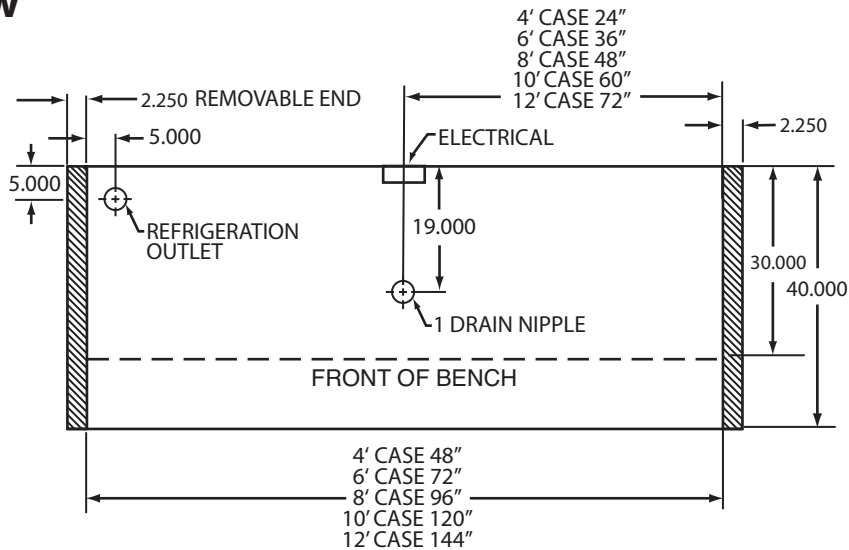 4' CASE 24”
6' CASE 36”
8' CASE 48”
10' CASE 60”
12' CASE 72”
2.250 REMOVABLE END
2.250
5.000
ELECTRICAL
5.000
REFRIGERATION
OUTLET
19.000
30.000
40.000
1 DRAIN NIPPLE
FRONT OF BENCH
4' CASE 48”
6' CASE 72”
8' CASE 96”
10' CASE 120”
12' CASE 144”